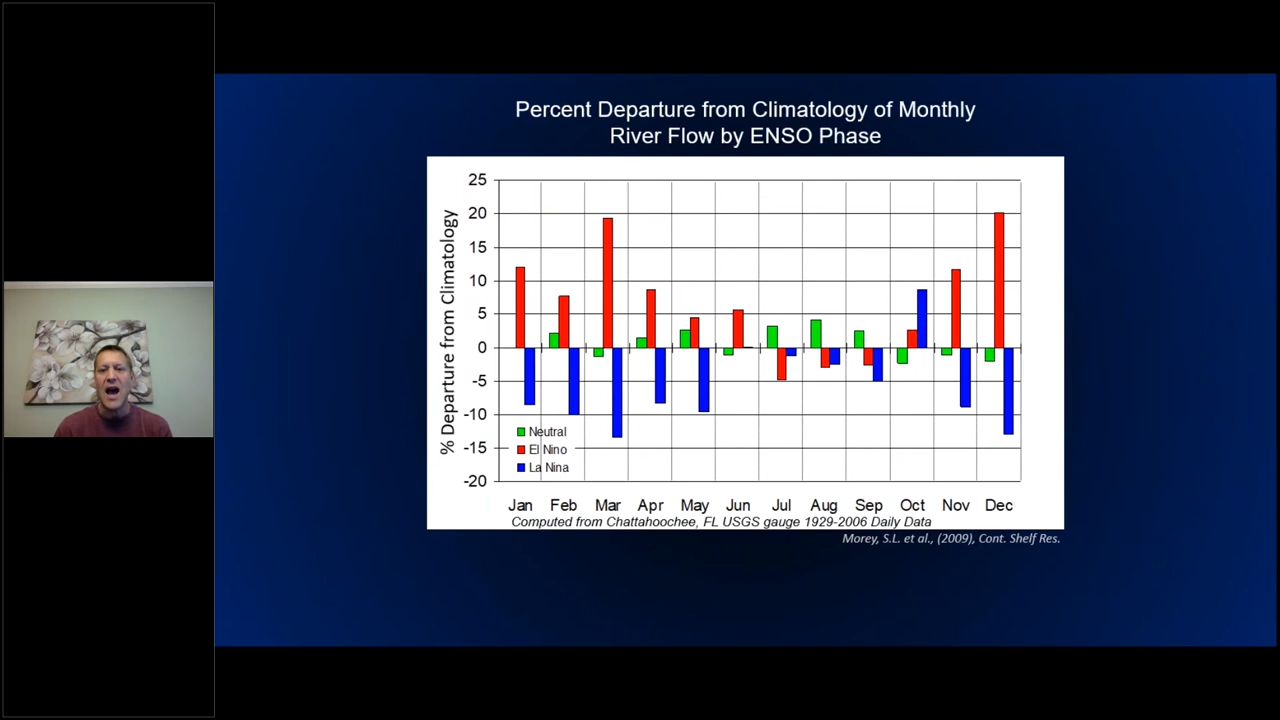 Percent Departure from Climatology of Monthly
River Flow by ENSO Phase
% Departure from Climatology
25
20
15
10
5
0
-5
-10
-15
-20
Neutral
El Nino
La Nina
Jan Feb Mar Apr May Jun Jul Aug Sep Oct Nov Dec
Computed from Chattahoochee, FL USGS gauge 1929-2006 Daily Data
Morey, S.L. et al., (2009), Cont. Shelf Res.